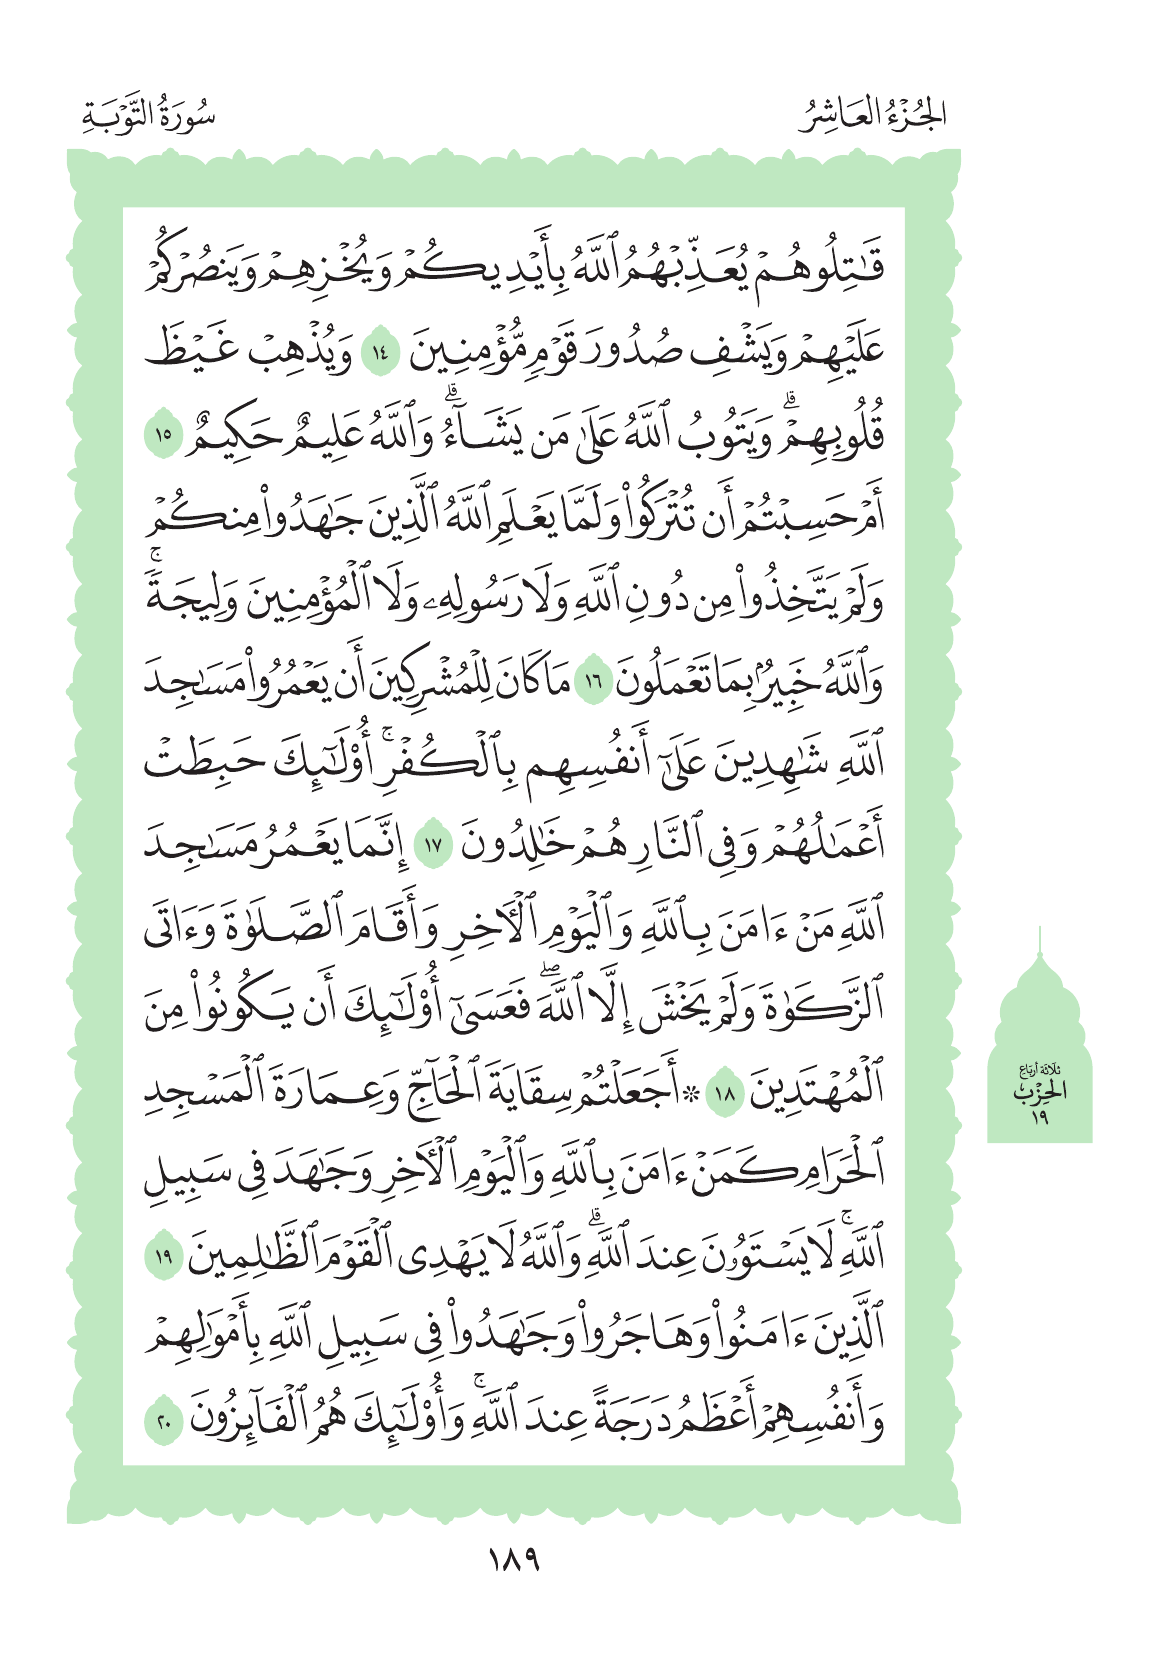 الجُزْءُ العَاشِرُ
سُورَةُ التَّوْبَةِ
قَٰتِلُوهُمۡ يُعَذِّبۡهُمُ ٱللَّهُ بِأَيۡدِيكُمۡ وَيُخۡزِهِمۡ وَيَنصُرۡكُمۡ
عَلَيۡهِمۡ وَيَشۡفِ صُدُورَ قَوۡمٖ مُّؤۡمِنِينَ ١٤ وَيُذۡهِبۡ غَيۡظَ
قُلُوبِهِمۡۗ وَيَتُوبُ ٱللَّهُ عَلَىٰ مَن يَشَآءُۗ وَٱللَّهُ عَلِيمٌ حَكِيمٌ ١٥
أَمۡ حَسِبۡتُمۡ أَن تُتۡرَكُواْ وَلَمَّا يَعۡلَمِ ٱللَّهُ ٱلَّذِينَ جَٰهَدُواْ مِنكُمۡ
وَلَمۡ يَتَّخِذُواْ مِن دُونِ ٱللَّهِ وَلَا رَسُولِهِۦ وَلَا ٱلۡمُؤۡمِنِينَ وَلِيجَةٗۚ
وَٱللَّهُ خَبِيرُۢ بِمَا تَعۡمَلُونَ ١٦ مَا كَانَ لِلۡمُشۡرِكِينَ أَن يَعۡمُرُواْ مَسَٰجِدَ
ٱللَّهِ شَٰهِدِينَ عَلَىٰٓ أَنفُسِهِم بِٱلۡكُفۡرِۚ أُوْلَٰٓئِكَ حَبِطَتۡ
أَعۡمَٰلُهُمۡ وَفِي ٱلنَّارِ هُمۡ خَٰلِدُونَ ١٧ إِنَّمَا يَعۡمُرُ مَسَٰجِدَ
ٱللَّهِ مَنۡ ءَامَنَ بِٱللَّهِ وَٱلۡيَوۡمِ ٱلۡأٓخِرِ وَأَقَامَ ٱلصَّلَوٰةَ وَءَاتَى
ٱلزَّكَوٰةَ وَلَمۡ يَخۡشَ إِلَّا ٱللَّهَۖ فَعَسَىٰٓ أُوْلَٰٓئِكَ أَن يَكُونُواْ مِنَ
ٱلۡمُهۡتَدِينَ ١٨ ۞أَجَعَلۡتُمۡ سِقَايَةَ ٱلۡحَآجِّ وَعِمَارَةَ ٱلۡمَسۡجِدِ
ٱلۡحَرَامِ كَمَنۡ ءَامَنَ بِٱللَّهِ وَٱلۡيَوۡمِ ٱلۡأٓخِرِ وَجَٰهَدَ فِي سَبِيلِ
ٱللَّهِۚ لَا يَسۡتَوُۥنَ عِندَ ٱللَّهِۗ وَٱللَّهُ لَا يَهۡدِي ٱلۡقَوۡمَ ٱلظَّٰلِمِينَ ١٩
ٱلَّذِينَ ءَامَنُواْ وَهَاجَرُواْ وَجَٰهَدُواْ فِي سَبِيلِ ٱللَّهِ بِأَمۡوَٰلِهِمۡ
وَأَنفُسِهِمۡ أَعۡظَمُ دَرَجَةً عِندَ ٱللَّهِۚ وَأُوْلَٰٓئِكَ هُمُ ٱلۡفَآئِزُونَ ٢٠
ثلاثة أرباع
الحِزْب
١٩
١٨٩